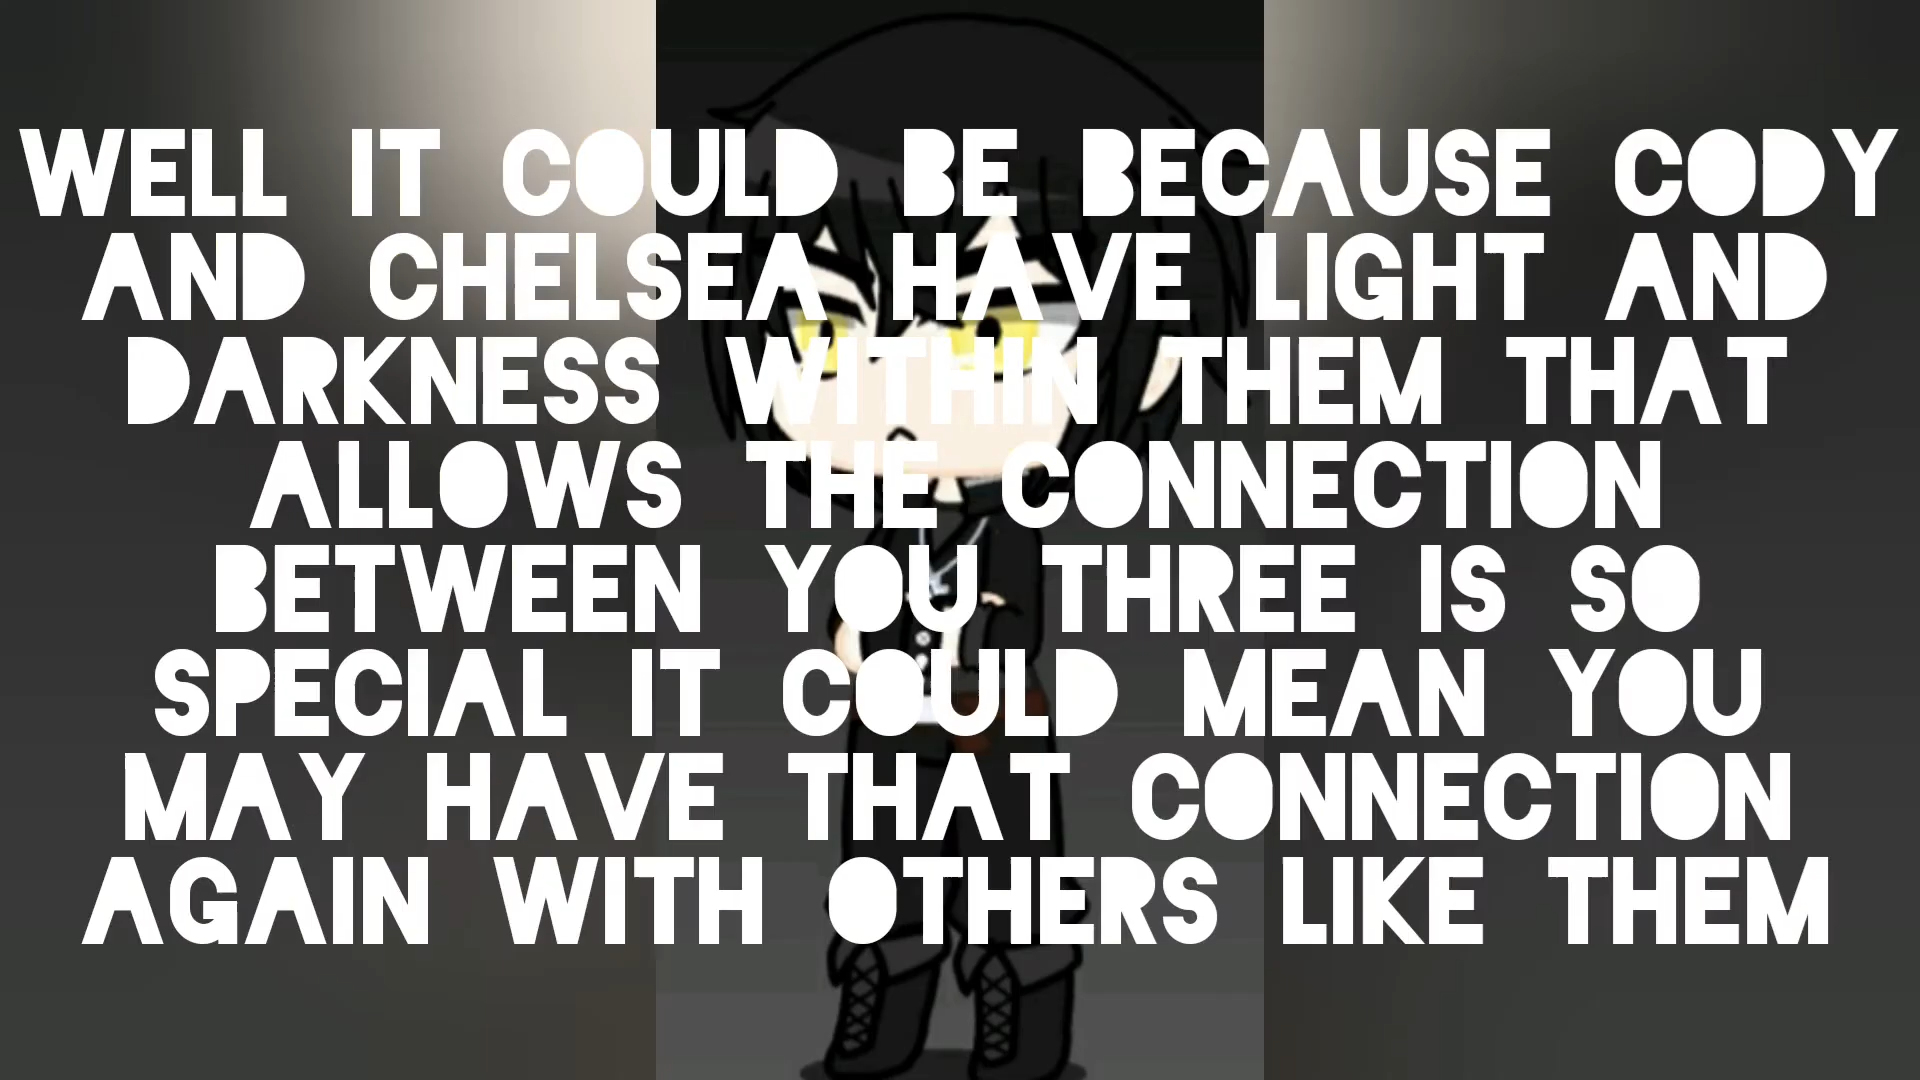 WELL IT COULD BE BECAUSE CODY
AND CHELSEA HAVE LIGHT AND
DARKNESS WITHIN THEM THAT
ALLOWS THE CONNECTION
BETWEEN YOU THREE IS SO
SPECIAL IT COULD MEAN YOU
MAY HAVE THAT CONNECTION
AGAIN WITH OTHERS LIKE THEM